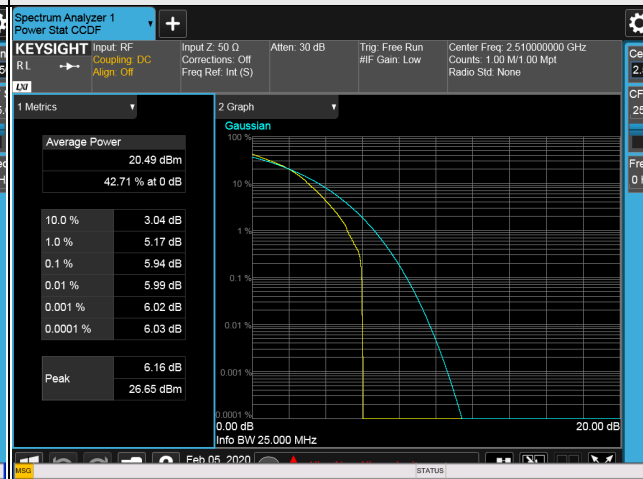 Spectrum Analyzer 1
Power Stat CCDF
+
KEYSIGHT
RL
LXI
Input: RF
Coupling: DC
Align: Off
Input Z: 50 Ω
Corrections: Off
Freq Ref: Int (S)
Atten: 30 dB
Trig: Free Run
#IF Gain: Low
Center Freq: 2.510000000 GHz
Counts: 1.00 M/1.00 Mpt
Radio Std: None
1 Metrics
Average Power
20.49 dBm
42.71 % at 0 dB
10.0 % 3.04 dB
1.0 % 5.17 dB
0.1 % 5.94 dB
0.01 % 5.99 dB
0.001 % 6.02 dB
0.0001 % 6.03 dB
Peak
6.16 dB
26.65 dBm
2 Graph
Gaussian
100 %
10 %
1 %
0.1 %
0.01 %
0.001 %
0.0001 %
0.00 dB 20.00 dB
Info BW 25.000 MHz
Feb 05, 2020
MSG
STATUS